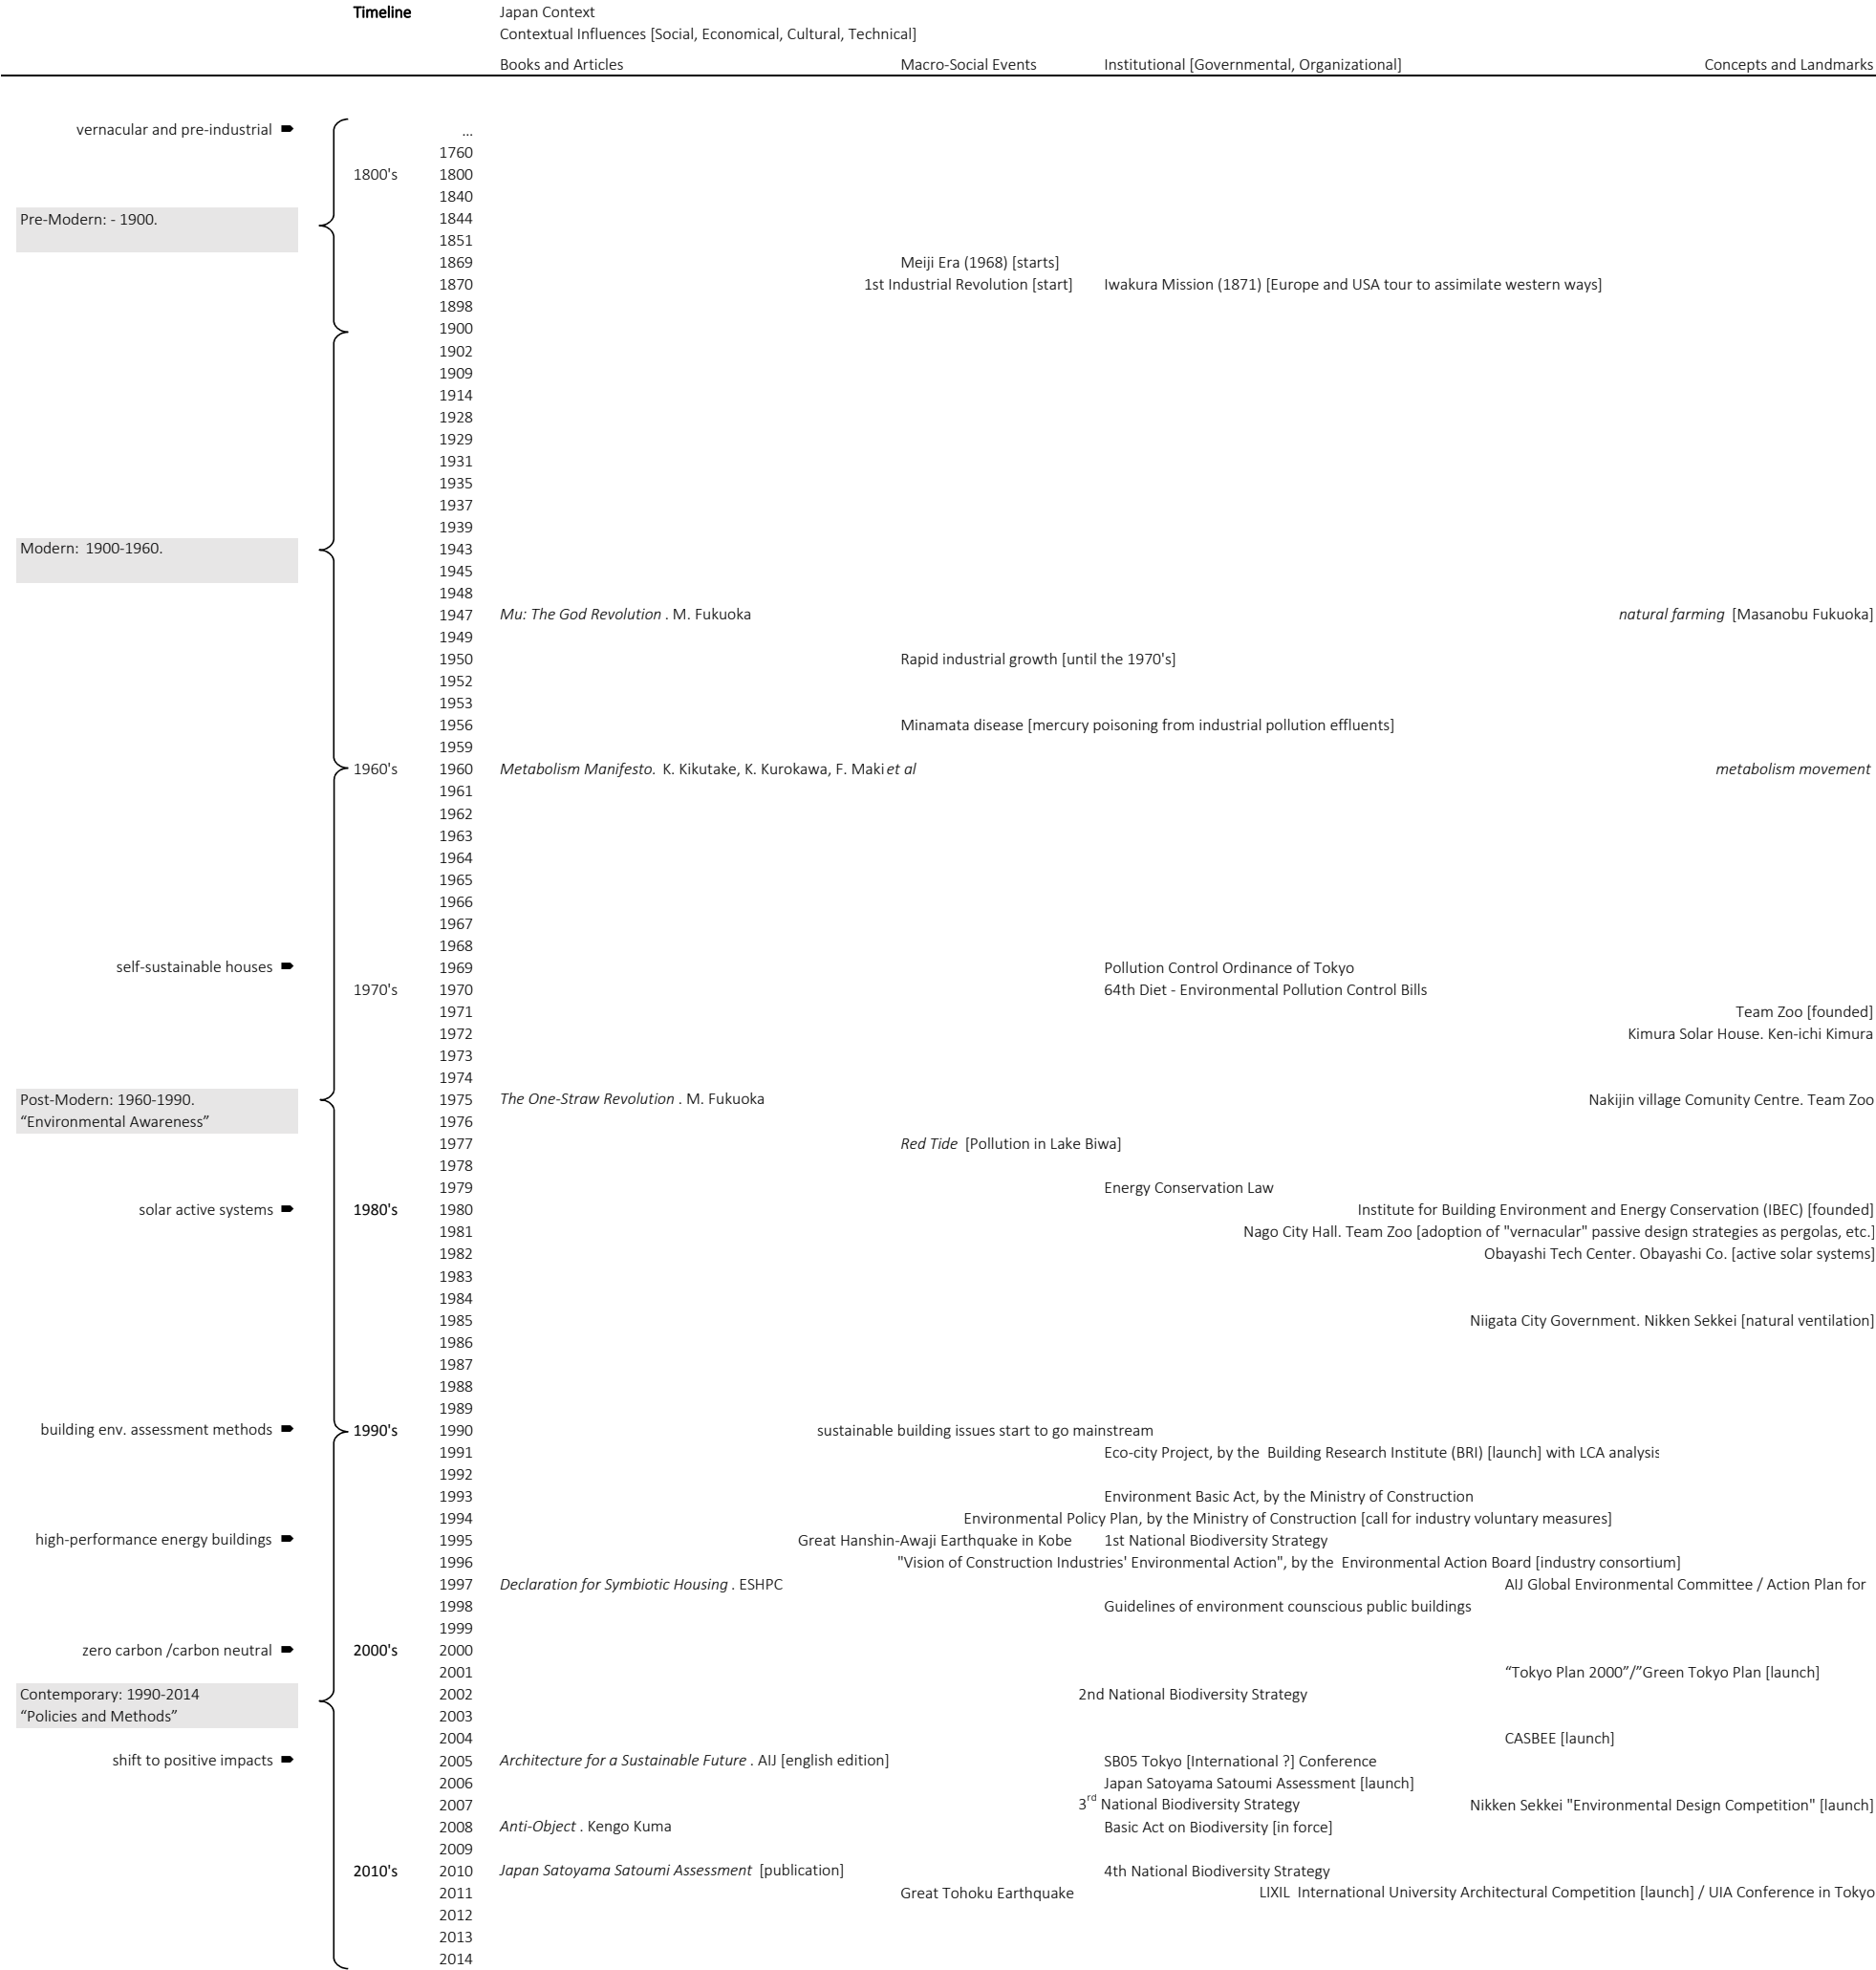 Timeline Japan Context
Contextual Influences [Social, Economical, Cultural, Technical]
Books and Articles Macro-Social Events Institutional [Governmental, Organizational] Concepts and Landmarks
vernacular and pre-industrial ...
1760
1800's 1800
1840
Pre-Modern: - 1900. 1844
1851
1869 Meiji Era (1968) [starts]
1870 1st Industrial Revolution [start] Iwakura Mission (1871) [Europe and USA tour to assimilate western ways]
1898
1900
1902
1909
1914
1928
1929
1931
1935
1937
1939
Modern: 1900-1960. 1943
1945
1948
1947 Mu: The God Revolution . M. Fukuoka natural farming [Masanobu Fukuoka]
1949
1950 Rapid industrial growth [until the 1970's]
1952
1953
1956 Minamata disease [mercury poisoning from industrial pollution effluents]
1959
1960's 1960 Metabolism Manifesto. K. Kikutake, K. Kurokawa, F. Maki et al metabolism movement
1961
1962
1963
1964
1965
1966
1967
1968
self-sustainable houses 1969 Pollution Control Ordinance of Tokyo
1970's 1970 64th Diet - Environmental Pollution Control Bills
1971 Team Zoo [founded]
1972 Kimura Solar House. Ken-ichi Kimura
1973
1974
Post-Modern: 1960-1990. 1975 The One-Straw Revolution . M. Fukuoka Nakijin village Comunity Centre. Team Zoo
“Environmental Awareness” 1976
1977 Red Tide [Pollution in Lake Biwa]
1978
1979 Energy Conservation Law
solar active systems 1980's 1980 Institute for Building Environment and Energy Conservation (IBEC) [founded]
1981 Nago City Hall. Team Zoo [adoption of "vernacular" passive design strategies as pergolas, etc.]
1982 Obayashi Tech Center. Obayashi Co. [active solar systems]
1983
1984
1985 Niigata City Government. Nikken Sekkei [natural ventilation]
1986
1987
1988
1989
building env. assessment methods 1990's 1990 sustainable building issues start to go mainstream
1991 Eco-city Project, by the Building Research Institute (BRI) [launch] with LCA analysis
1992
1993 Environment Basic Act, by the Ministry of Construction
1994 Environmental Policy Plan, by the Ministry of Construction [call for industry voluntary measures]
high-performance energy buildings 1995 Great Hanshin-Awaji Earthquake in Kobe 1st National Biodiversity Strategy
1996 "Vision of Construction Industries' Environmental Action", by the Environmental Action Board [industry consortium]
1997 Declaration for Symbiotic Housing . ESHPC AIJ Global Environmental Committee / Action Plan for
1998 Guidelines of environment counscious public buildings
1999
zero carbon /carbon neutral 2000's 2000
2001 “Tokyo Plan 2000”/”Green Tokyo Plan [launch]
Contemporary: 1990-2014 2002 2nd National Biodiversity Strategy
“Policies and Methods” 2003
2004 CASBEE [launch]
shift to positive impacts 2005 Architecture for a Sustainable Future . AIJ [english edition] SB05 Tokyo [International ?] Conference
2006 Japan Satoyama Satoumi Assessment [launch]
2007 3rd National Biodiversity Strategy Nikken Sekkei "Environmental Design Competition" [launch]
2008 Anti-Object . Kengo Kuma Basic Act on Biodiversity [in force]
2009
2010's 2010 Japan Satoyama Satoumi Assessment [publication] 4th National Biodiversity Strategy
2011 Great Tohoku Earthquake LIXIL International University Architectural Competition [launch] / UIA Conference in Tokyo
2012
2013
2014